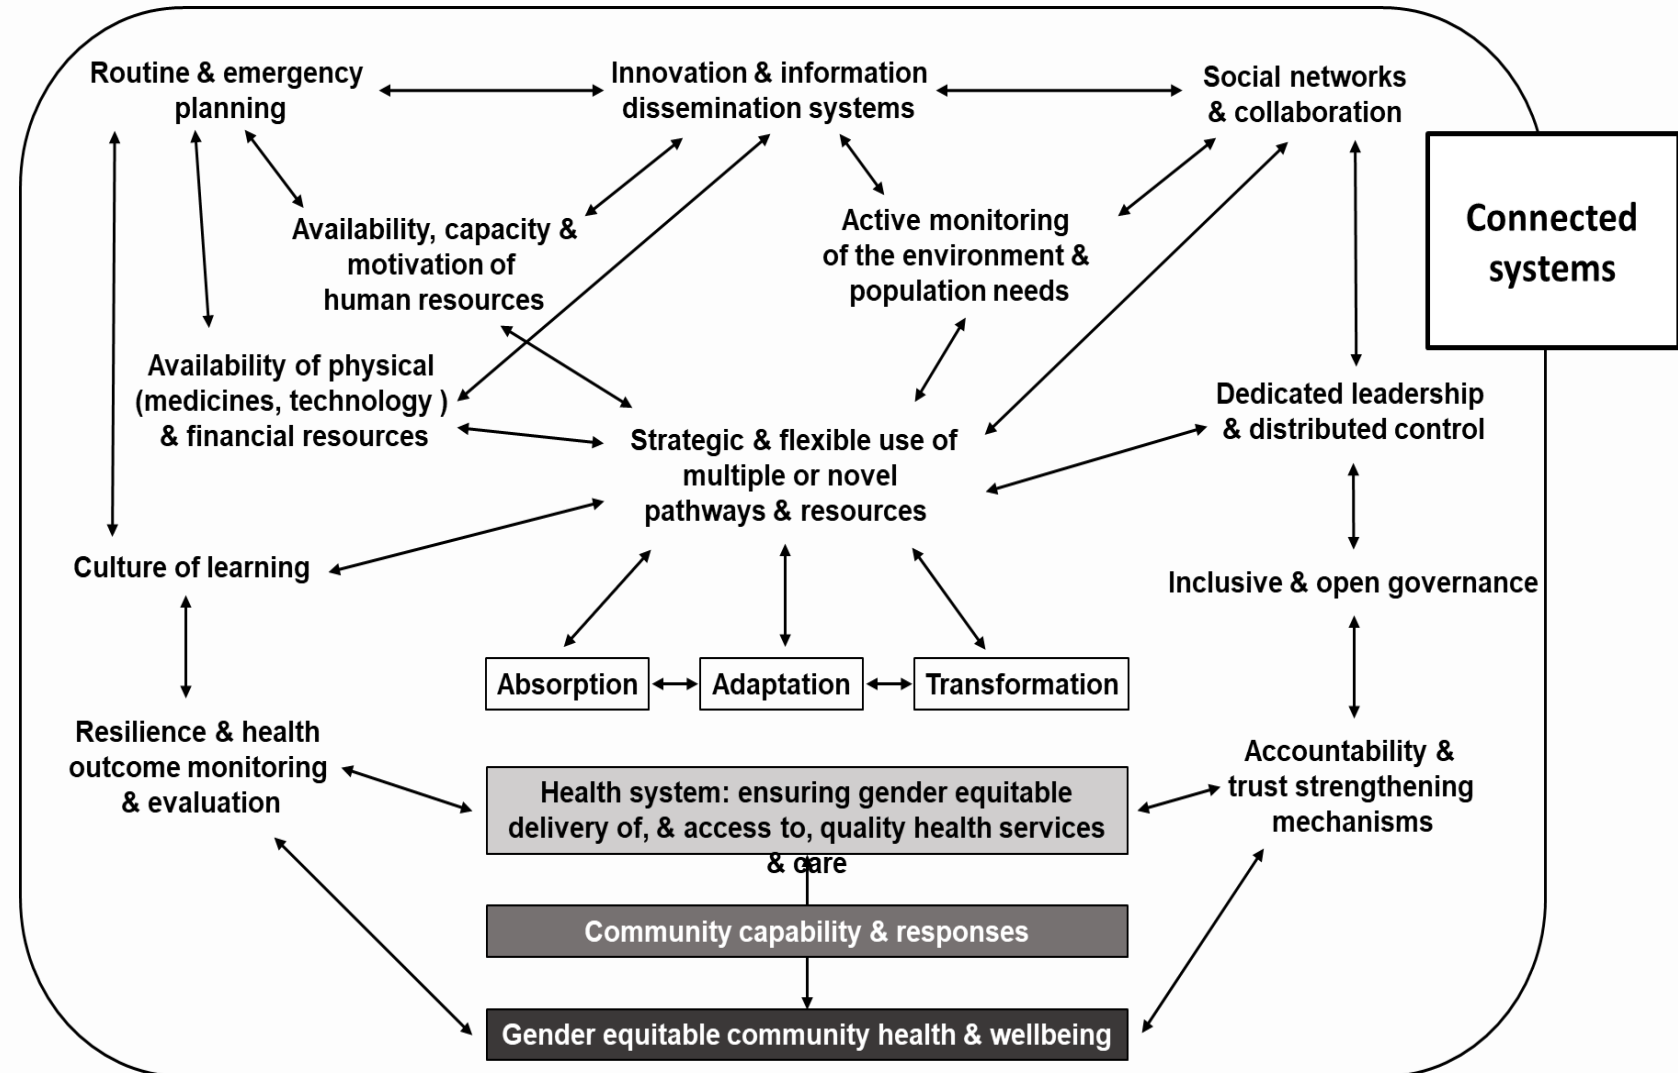 Routine & emergency
planning
Innovation & information
dissemination systems
Social networks
& collaboration
Connected
systems
Availability, capacity &
motivation of
human resources
Active monitoring
of the environment &
population needs
Availability of physical
(medicines, technology )
& financial resources
Strategic & flexible use of
multiple or novel
pathways & resources
Dedicated leadership
& distributed control
Culture of learning
Inclusive & open governance
Absorption
Adaptation
Transformation
Resilience & health
outcome monitoring
& evaluation
Health system: ensuring gender equitable
delivery of, & access to, quality health services
& care
Accountability &
trust strengthening
mechanisms
Community capability & responses
Gender equitable community health & wellbeing